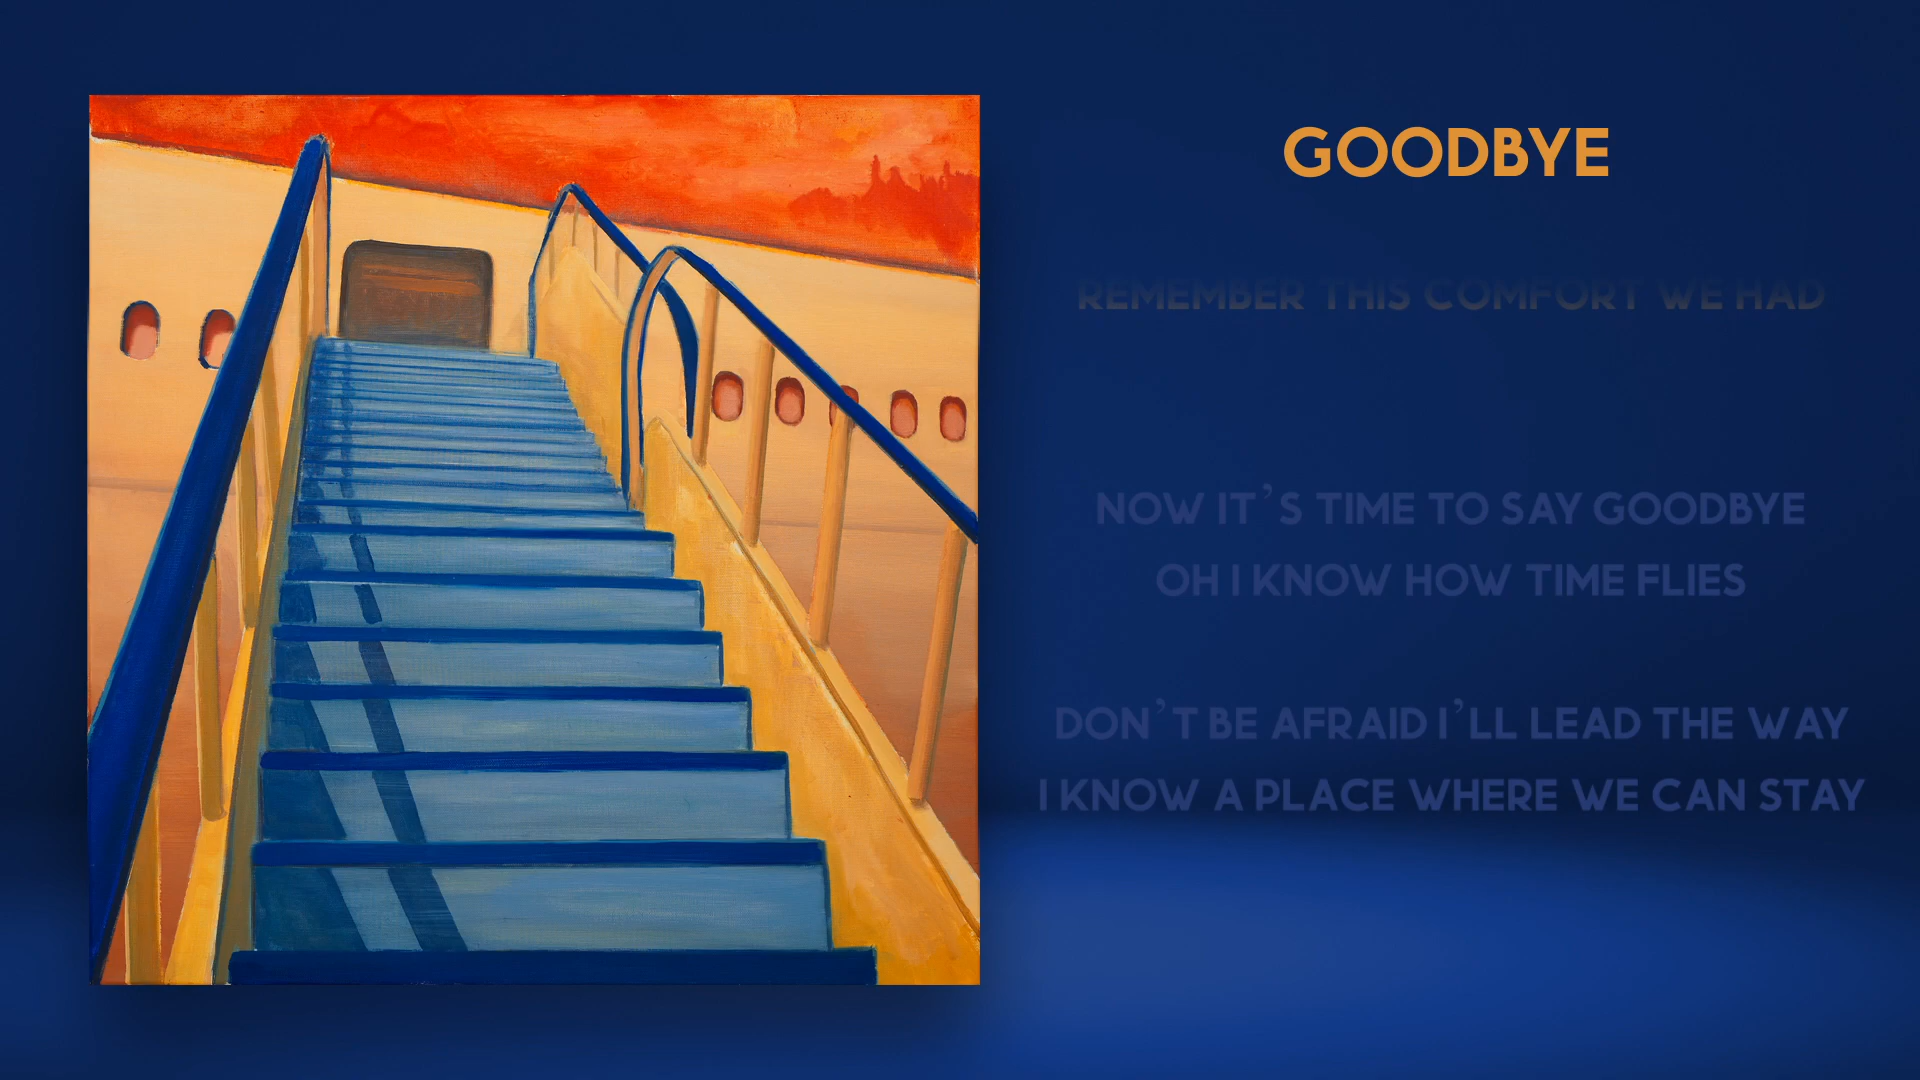 GOODBYE
REMEMBER THIS COMFORT WE HAD
NOW IT'S TIME TO SAY GOODBYE
OH I KNOW HOW TIME FLIES
DON'T BE AFRAID I'LL LEAD THE WAY
I KNOW A PLACE WHERE WE CAN STAY